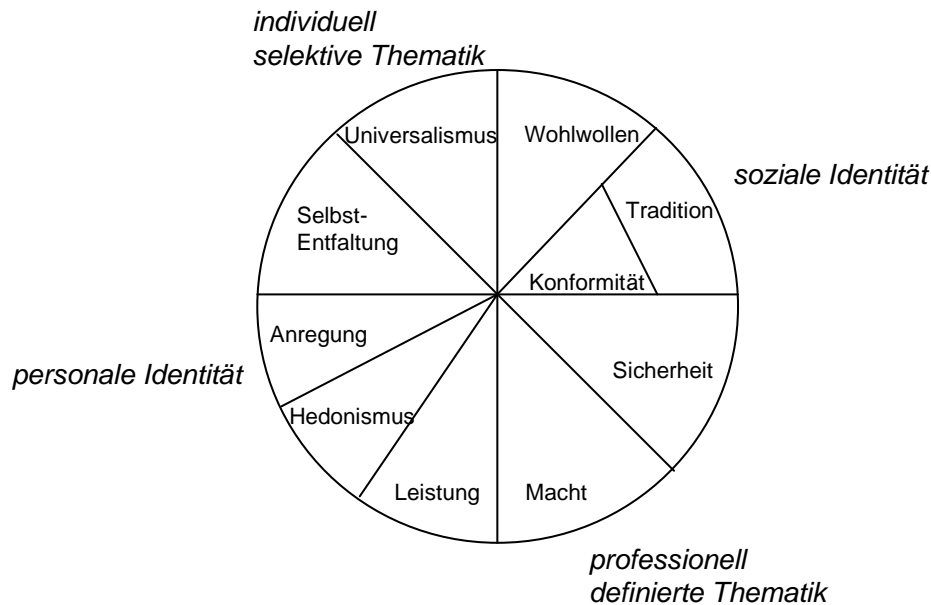 individuell
selektive Thematik
Universalismus
Wohlwollen
soziale Identität
Selbst-
Entfaltung
Tradition
Konformität
Anregung
Sicherheit
personale Identität
Hedonismus
Leistung
Macht
professionell
definierte Thematik